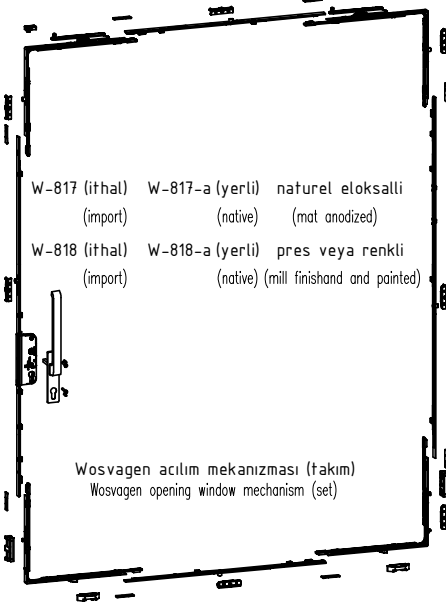 W-817 (ithal) W-817-a (yerli) naturel eloksalli
(import) (native) (mat anodized)
W-818 (ithal) W-818-a (yerli) pres veya renkli
(import) (native) (mill finishand and painted)
Wosvagen acılım mekanizması (takım)
Wosvagen opening window mechanism (set)